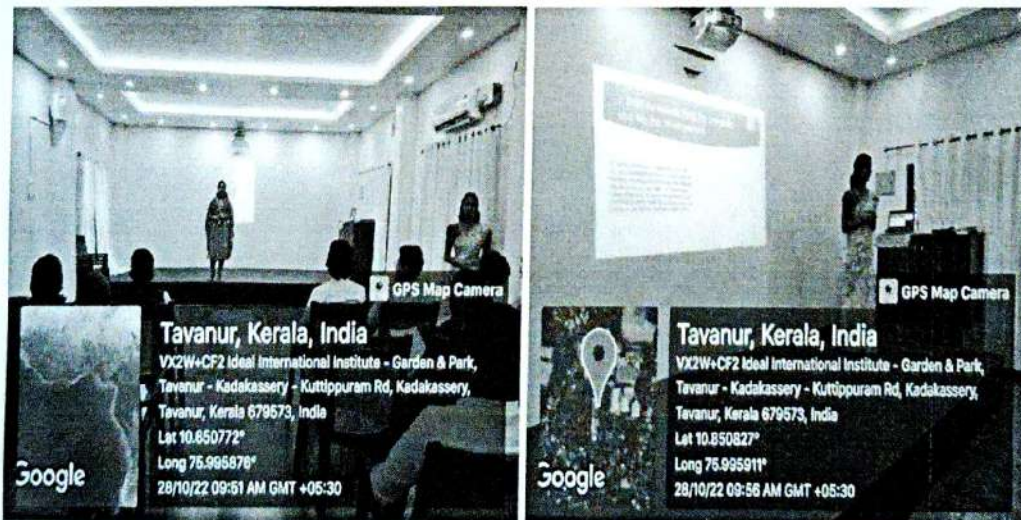 GPS Map Camera
Tavanur, Kerala, India
VX2W+CF2 Ideal International Institute - Garden & Park,
Tavanur - Kadakassery - Kuttippuram Rd, Kadakassery,
Tavanur, Kerala 679573, India
Lat 10.850772°
Long 75.995876°
28/10/22 09:51 AM GMT +05:30
Google
GPS Map Camera
Tavanur, Kerala, India
VX2W+CF2 Ideal International Institute - Garden & Park,
Tavanur - Kadakassery - Kuttippuram Rd, Kadakassery,
Tavanur, Kerala 679573, India
Lat 10.850827°
Long 75.995911°
28/10/22 09:56 AM GMT +05:30
Google